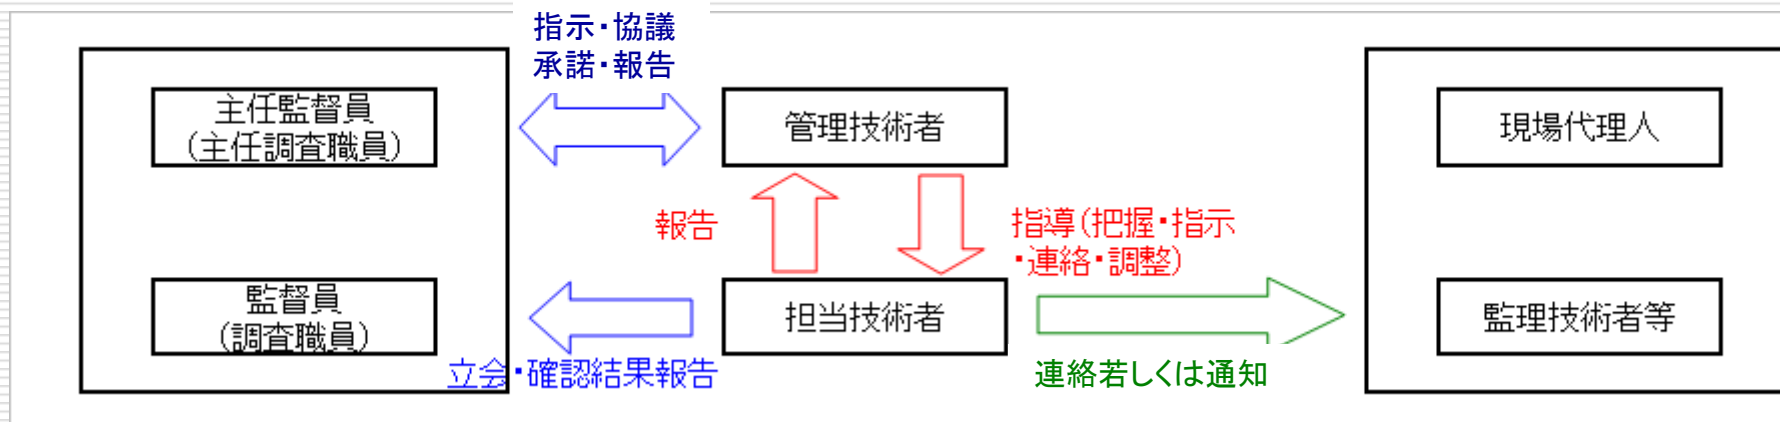 指示・協議
承諾・報告
主任監督員
(主任調査職員)
管理技術者
現場代理人
報告
指導(把握・指示
・連絡・調整)
監督員
(調査職員)
担当技術者
監理技術者等
立会・確認結果報告
連絡若しくは通知